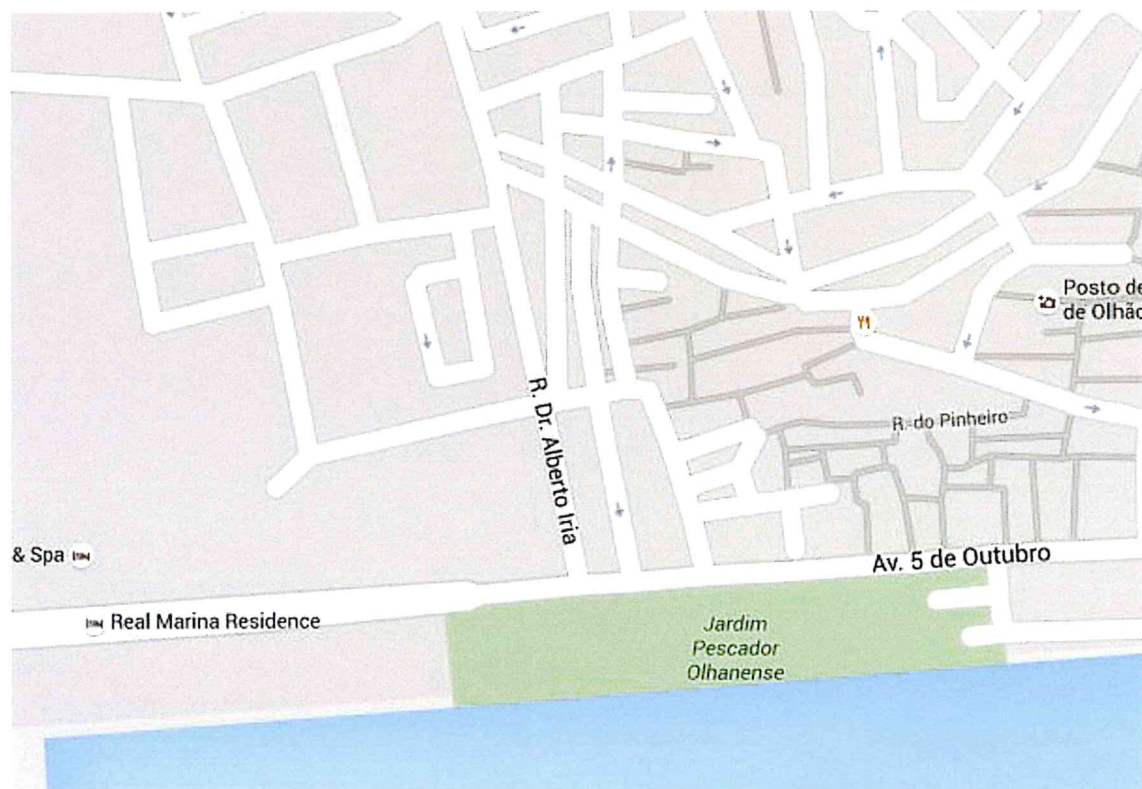 Posto de
de Olhão
R. Dr. Alberto Iria
R. do Pinheiro
& Spa
Av. 5 de Outubro
Real Marina Residence
Jardim
Pescador
Olhanense